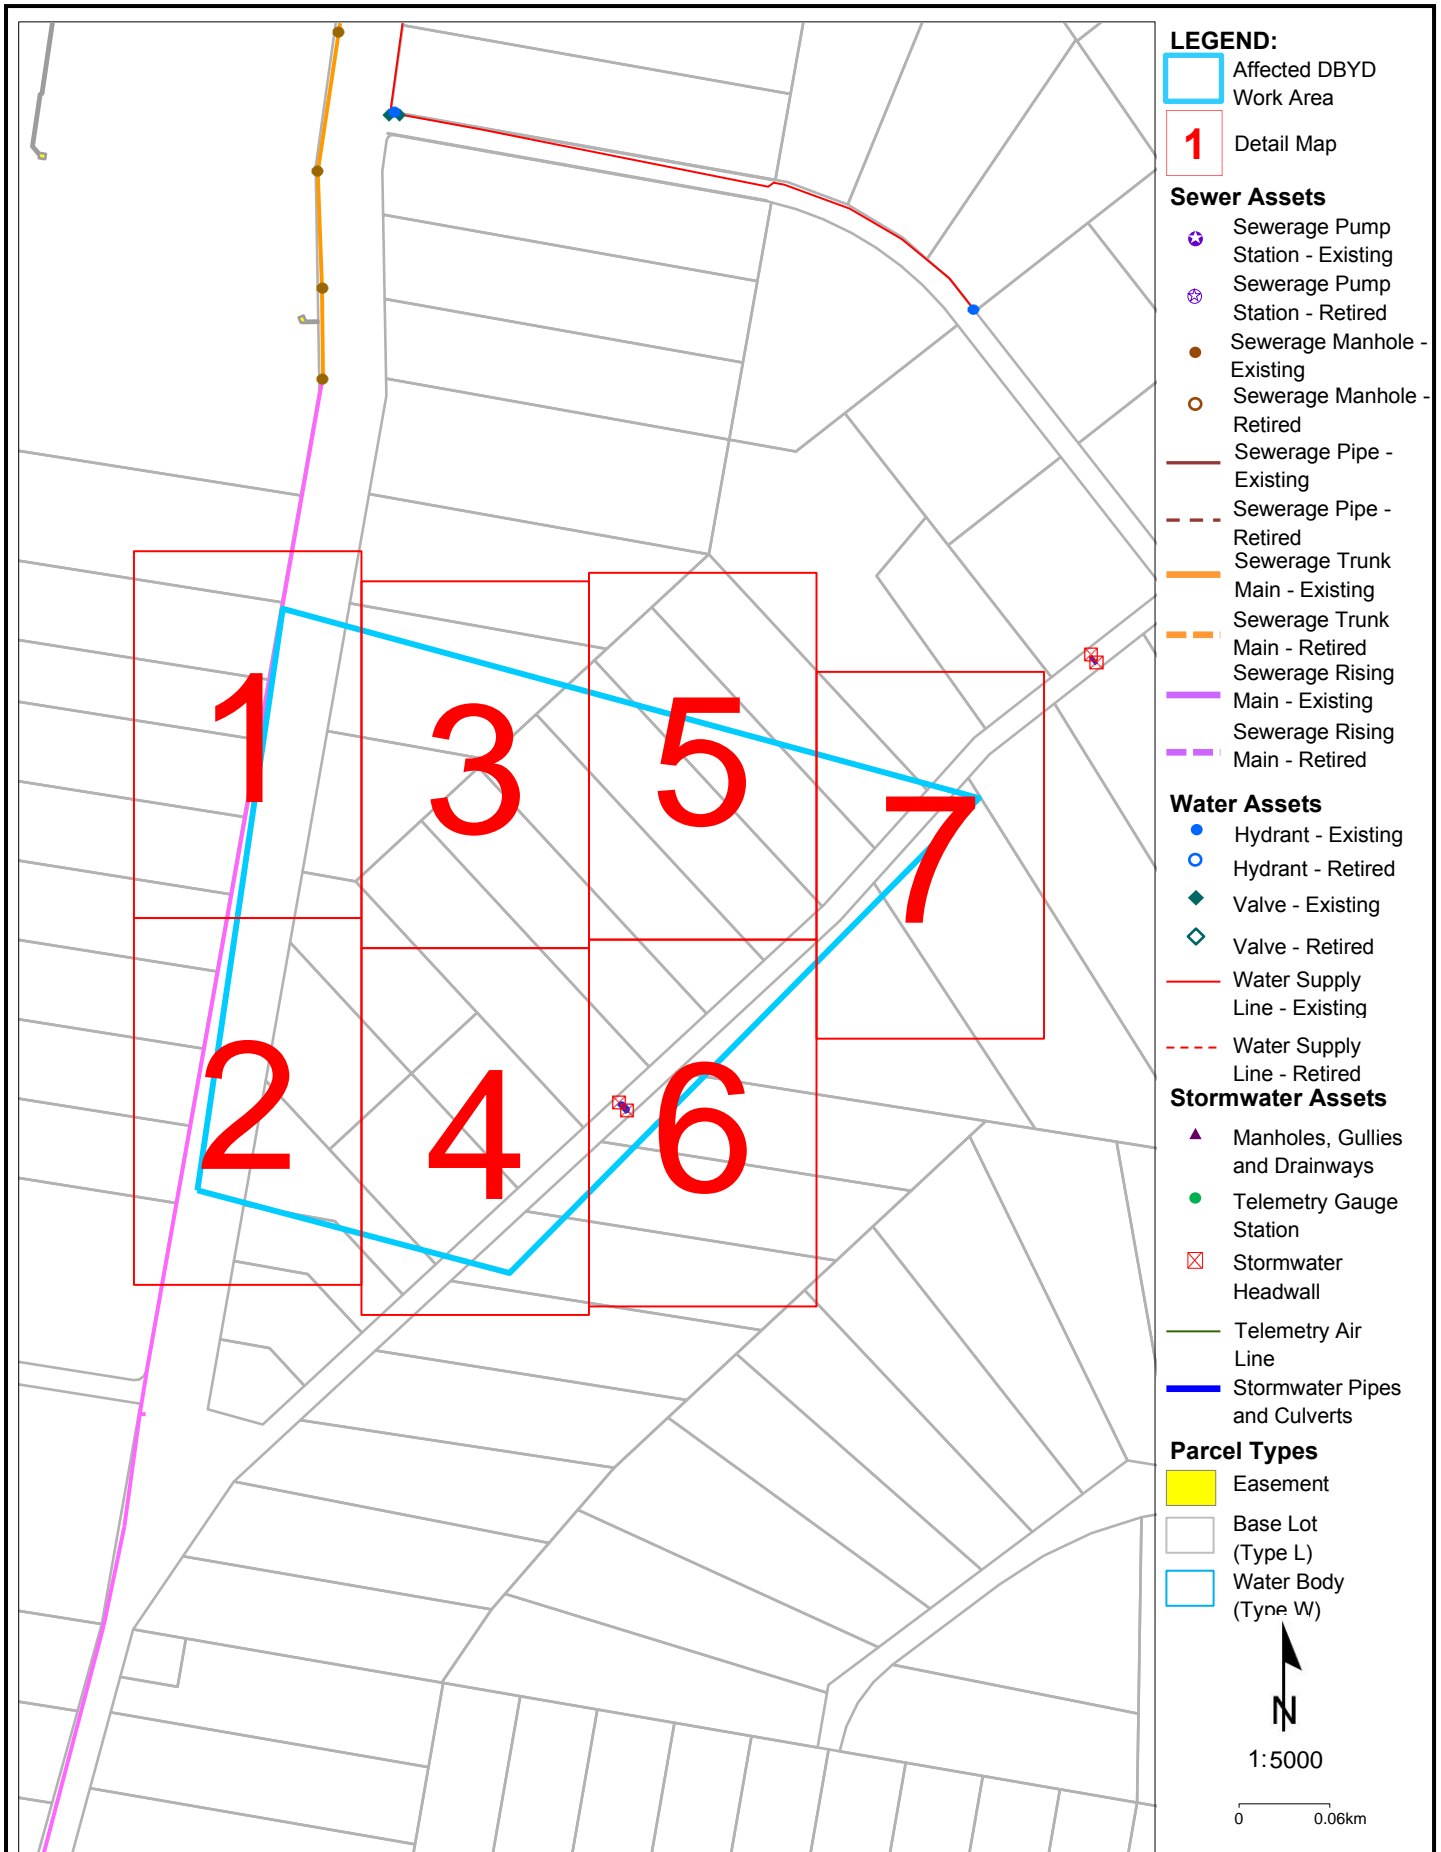 1
2
3
4
5
6
7
LEGEND:
Affected DBYD
Work Area
1
Detail Map
Sewer Assets
Sewerage Pump
Station - Existing
Sewerage Pump
Station - Retired
Sewerage Manhole -
Existing
Sewerage Manhole -
Retired
Sewerage Pipe -
Existing
Sewerage Pipe -
Retired
Sewerage Trunk
Main - Existing
Sewerage Trunk
Main - Retired
Sewerage Rising
Main - Existing
Sewerage Rising
Main - Retired
Water Assets
Hydrant - Existing
Hydrant - Retired
Valve - Existing
Valve - Retired
Water Supply
Line - Existing
Water Supply
Line - Retired
Stormwater Assets
Manholes, Gullies
and Drainways
Telemetry Gauge
Station
Stormwater
Headwall
Telemetry Air
Line
Stormwater Pipes
and Culverts
Parcel Types
Easement
Base Lot
(Type L)
Water Body
(Type W)
N
1:5000
0 0.06km